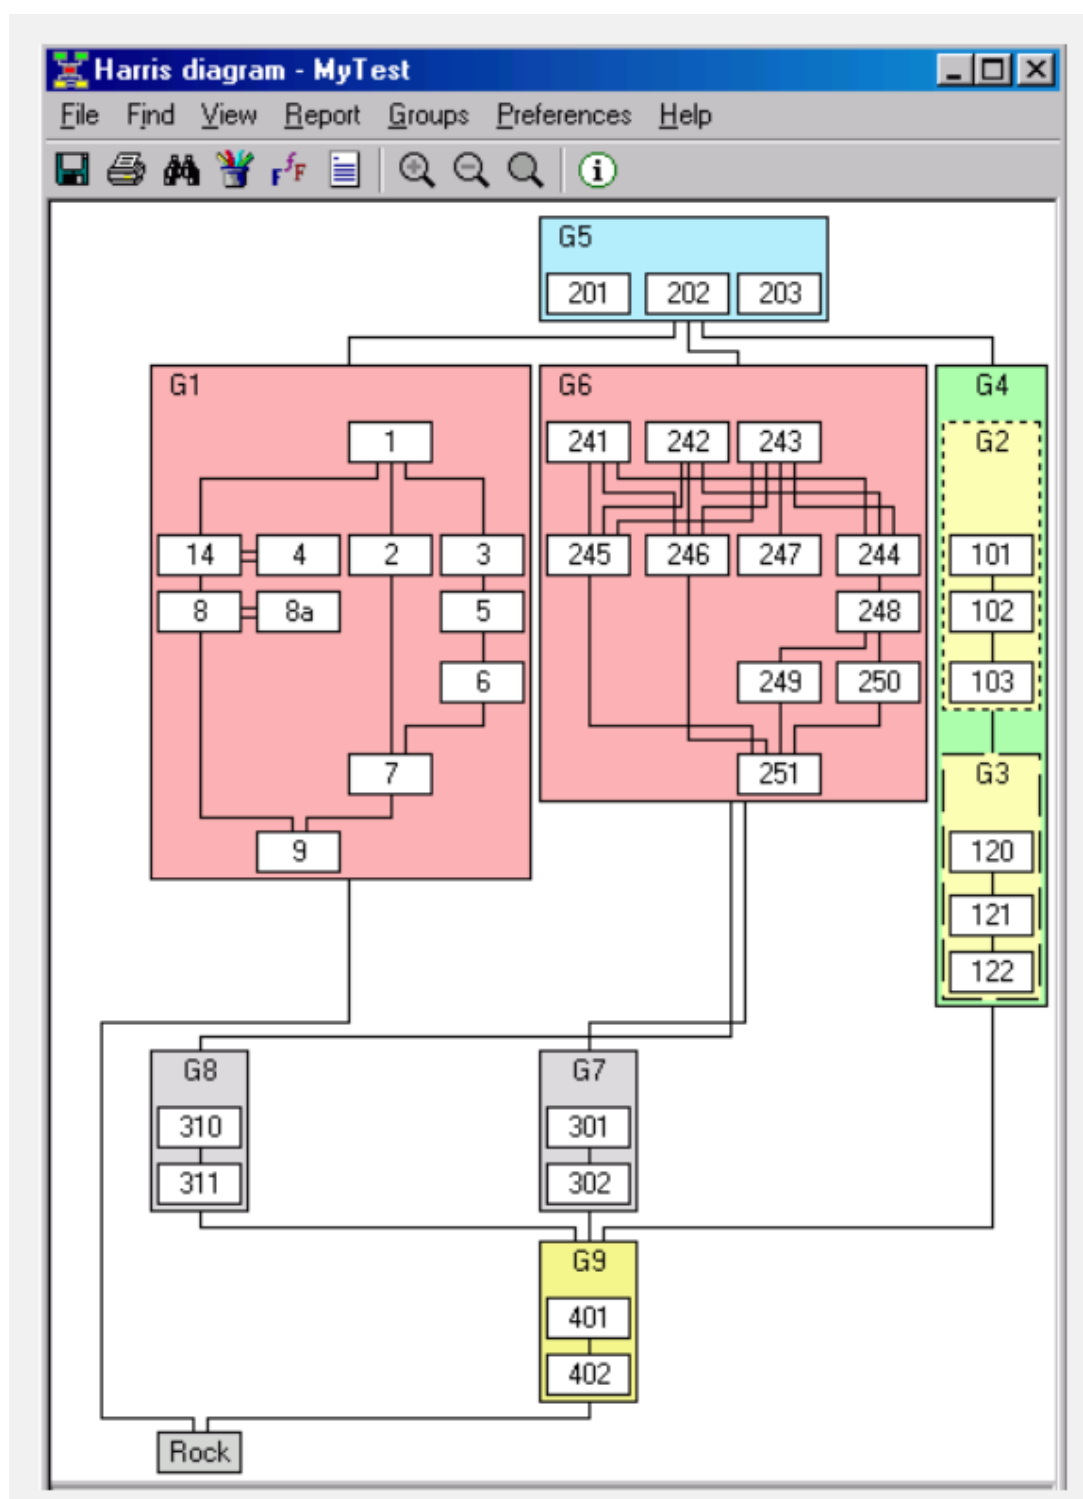 Harris diagram - MyTest
File Find View Report Groups Preferences Help
F f F i
G5
201 202 203
G1 G6 G4
1 241 242 243 G2
14 4 2 3 245 246 247 244 101
8 8a 5 248 102
6 249 250 103
7 251 G3
9 120
121
122
G8 G7
310 301
311 302
G9
401
402
Rock